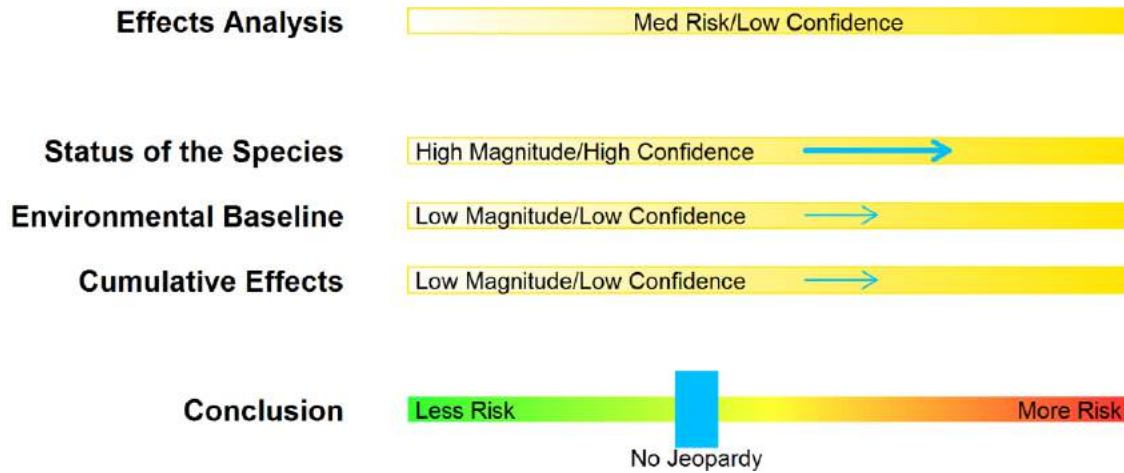 Effects Analysis Med Risk/Low Confidence
Status of the Species High Magnitude/High Confidence
Environmental Baseline Low Magnitude/Low Confidence
Cumulative Effects Low Magnitude/Low Confidence
Conclusion Less Risk More Risk
No Jeopardy